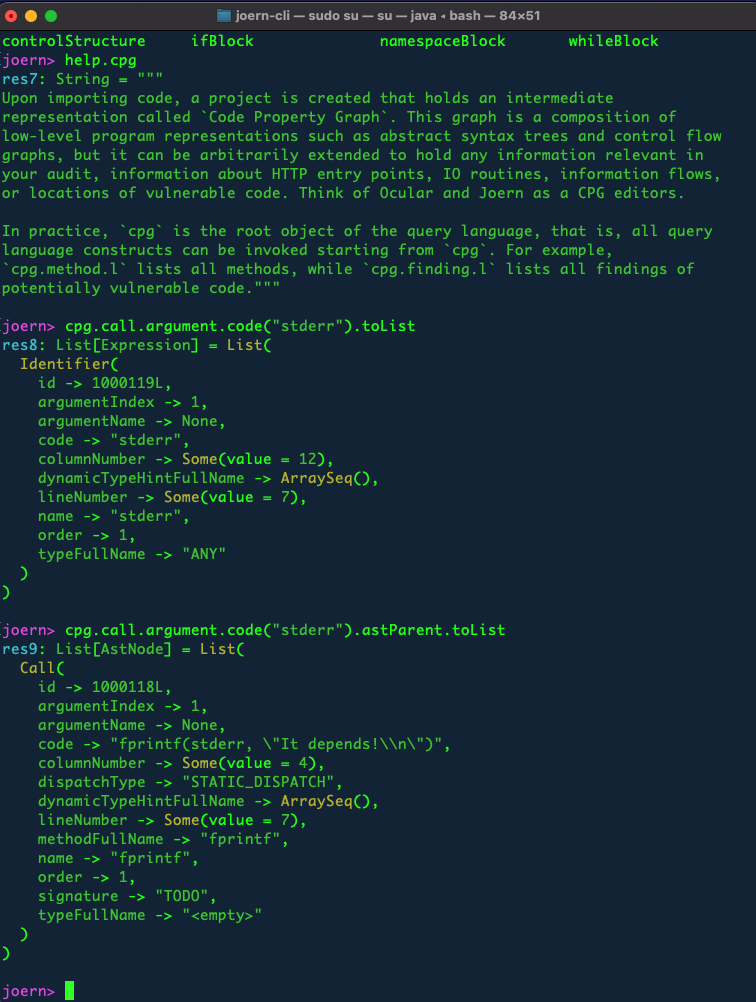 joern-cli — sudo su — su — java ◂ bash — 84×51
controlStructure  ifBlock                 namespaceBlock       whileBlock
joern> help.cpg
res7: String = """
Upon importing code, a project is created that holds an intermediate
representation called `Code Property Graph`. This graph is a composition of
low-level program representations such as abstract syntax trees and control flow
graphs, but it can be arbitrarily extended to hold any information relevant in
your audit, information about HTTP entry points, IO routines, information flows,
or locations of vulnerable code. Think of Ocular and Joern as a CPG editors.

In practice, `cpg` is the root object of the query language, that is, all query
language constructs can be invoked starting from `cpg`. For example,
`cpg.method.l` lists all methods, while `cpg.finding.l` lists all findings of
potentially vulnerable code."""

joern> cpg.call.argument.code("stderr").toList
res8: List[Expression] = List(
  Identifier(
    id -> 1000119L,
    argumentIndex -> 1,
    argumentName -> None,
    code -> "stderr",
    columnNumber -> Some(value = 12),
    dynamicTypeHintFullName -> ArraySeq(),
    lineNumber -> Some(value = 7),
    name -> "stderr",
    order -> 1,
    typeFullName -> "ANY"
  )
)

joern> cpg.call.argument.code("stderr").astParent.toList
res9: List[AstNode] = List(
  Call(
    id -> 1000118L,
    argumentIndex -> 1,
    argumentName -> None,
    code -> "fprintf(stderr, \"It depends!\\n\")",
    columnNumber -> Some(value = 4),
    dispatchType -> "STATIC_DISPATCH",
    dynamicTypeHintFullName -> ArraySeq(),
    lineNumber -> Some(value = 7),
    methodFullName -> "fprintf",
    name -> "fprintf",
    order -> 1,
    signature -> "TODO",
    typeFullName -> "<empty>"
  )
)

joern>